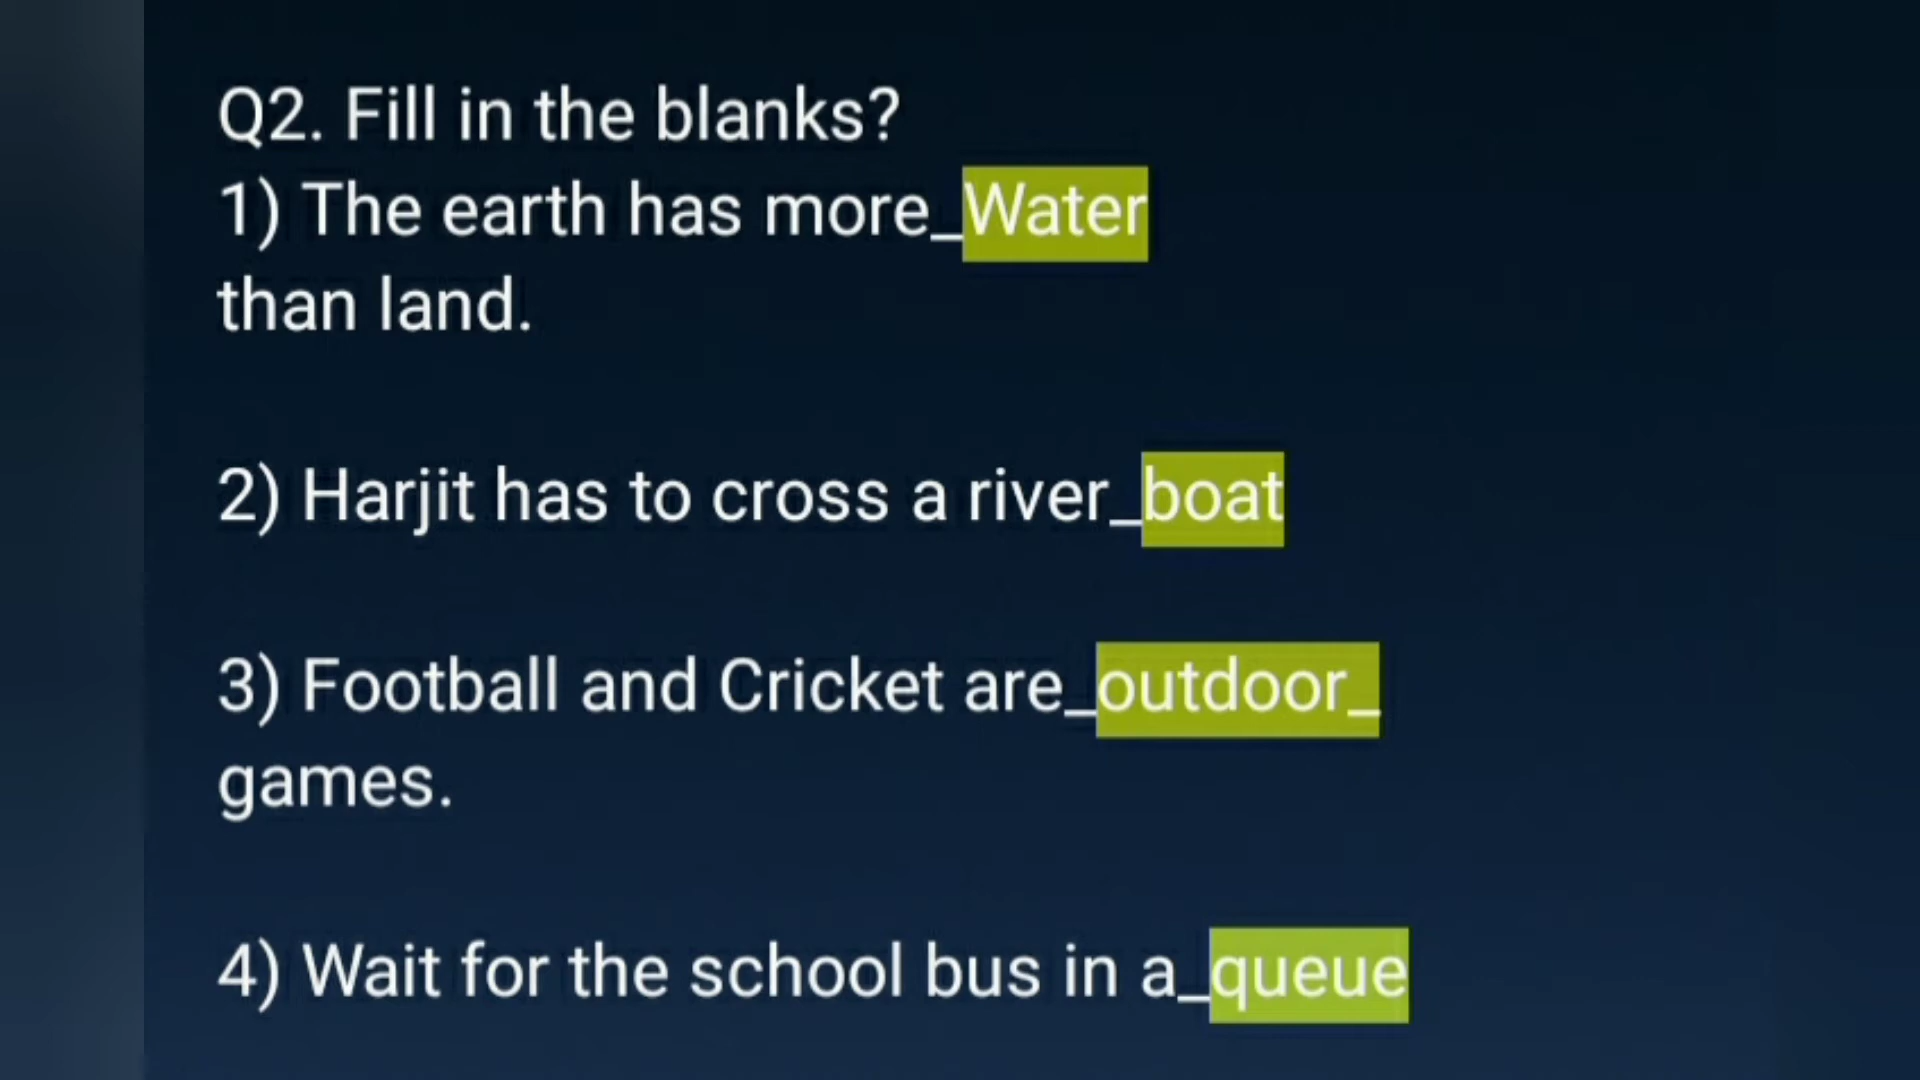 Q2. Fill in the blanks?
1) The earth has more_Water
than land.
2) Harjit has to cross a river_boat
3) Football and Cricket are_outdoor_
games.
4) Wait for the school bus in a_queue